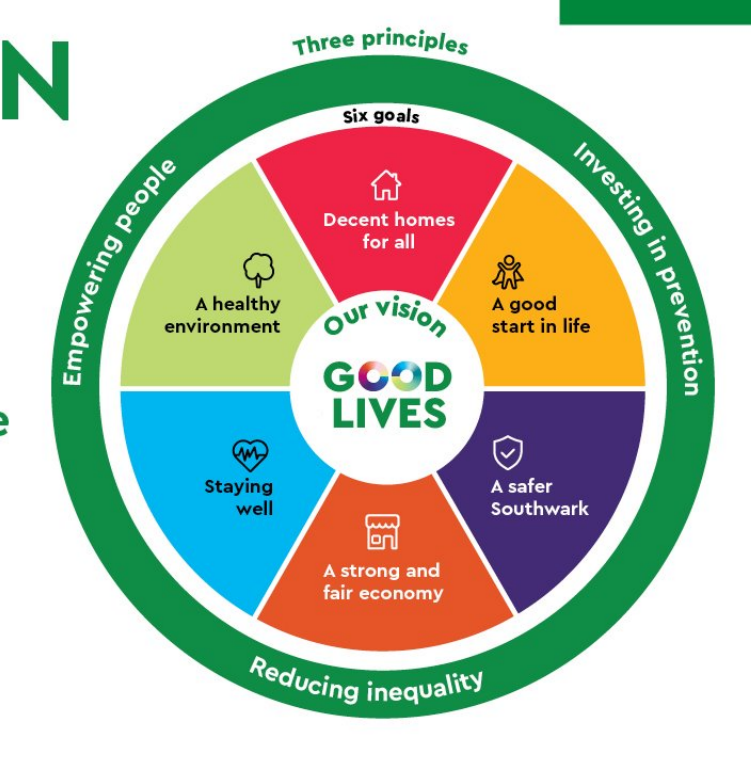 N
Three principles
Six goals
Empowering people
Investing in prevention
Reducing inequality
Decent homes
for all
A good
start in life
A safer
Southwark
A strong and
fair economy
Staying
well
A healthy
environment
Our vision
GOOD
LIVES
e